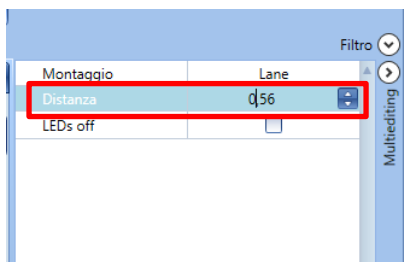 Filtro
Montaggio Lane
Distanza 0,56
LEDs off
Multiediting